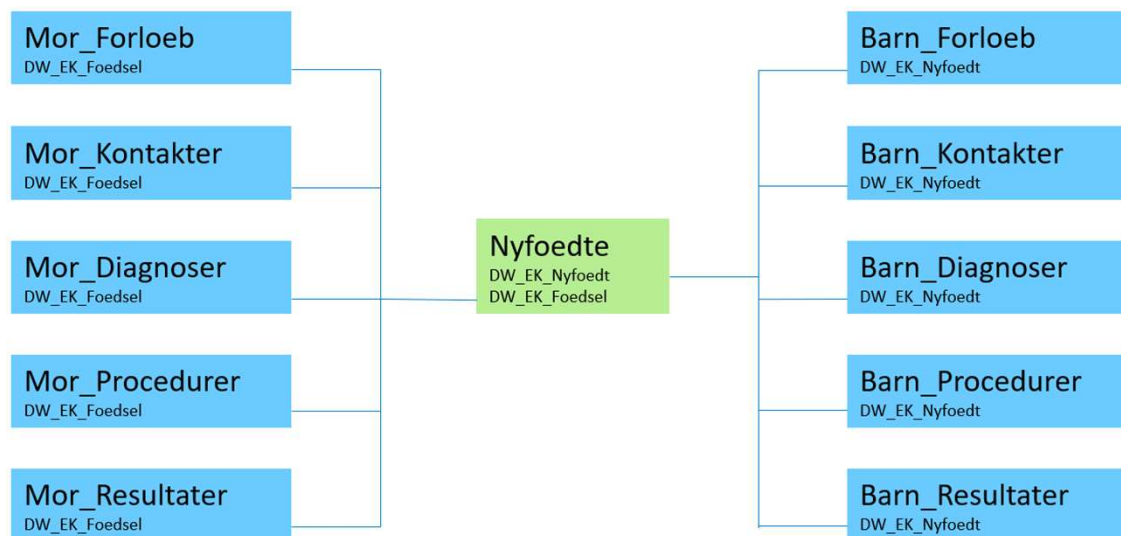 Mor_Forloeb
DW_EK_Foedsel
Mor_Kontakter
DW_EK_Foedsel
Mor_Diagnoser
DW_EK_Foedsel
Mor_Procedurer
DW_EK_Foedsel
Mor_Resultater
DW_EK_Foedsel
Nyfoedte
DW_EK_Nyfoedt
DW_EK_Foedsel
Barn_Forloeb
DW_EK_Nyfoedt
Barn_Kontakter
DW_EK_Nyfoedt
Barn_Diagnoser
DW_EK_Nyfoedt
Barn_Procedurer
DW_EK_Nyfoedt
Barn_Resultater
DW_EK_Nyfoedt